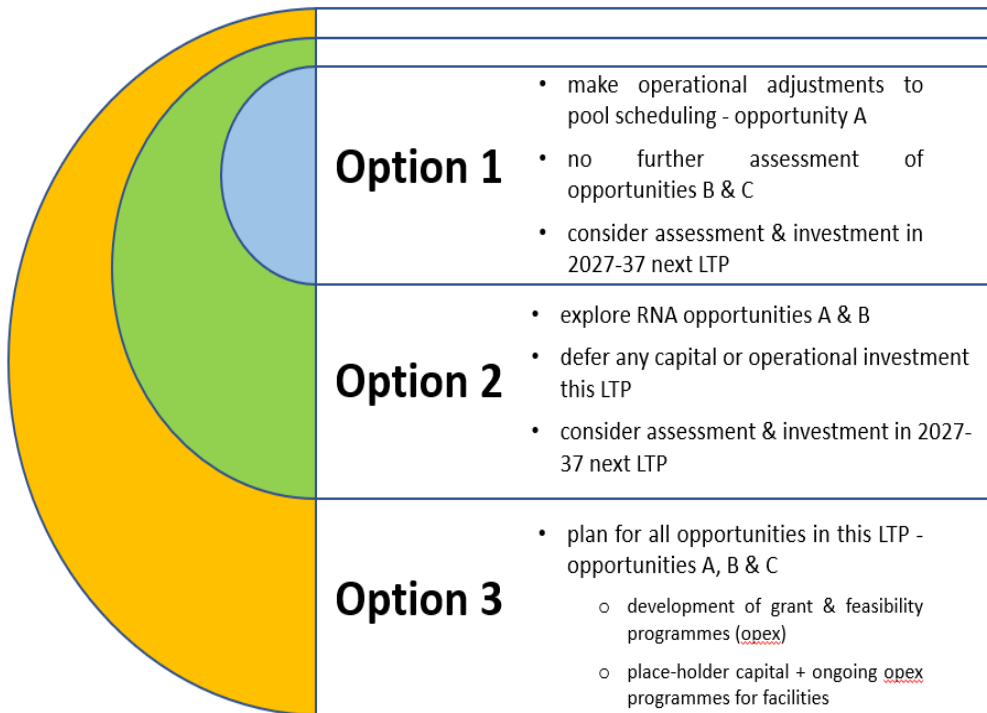 Option 1
• make operational adjustments to
pool scheduling - opportunity A
• no further assessment of
opportunities B & C
• consider assessment & investment in
2027-37 next LTP
Option 2
• explore RNA opportunities A & B
• defer any capital or operational investment
this LTP
• consider assessment & investment in 2027-
37 next LTP
Option 3
• plan for all opportunities in this LTP -
opportunities A, B & C
o development of grant & feasibility
programmes (opex)
o place-holder capital + ongoing opex
programmes for facilities